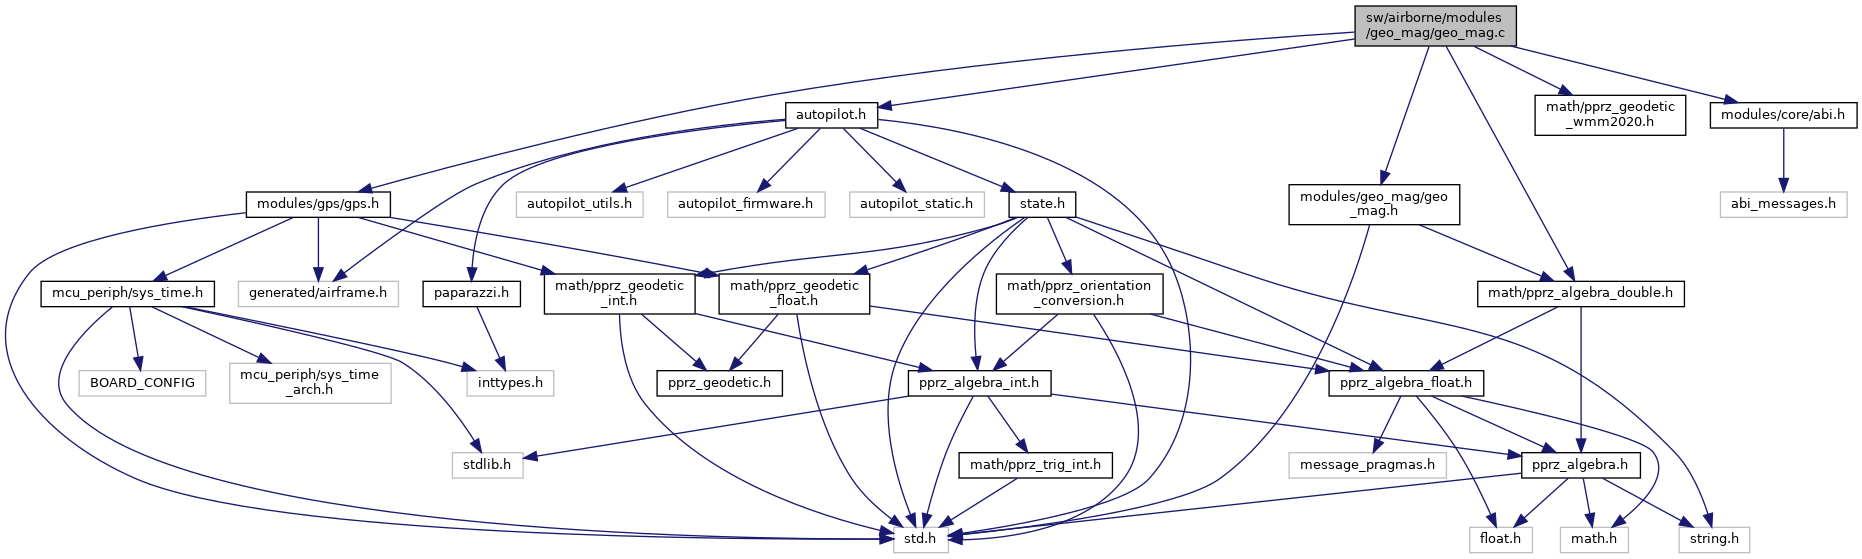 sw/airborne/modules
/geo_mag/geo_mag.c
autopilot.h
math/pprz_geodetic
_wmm2020.h
modules/core/abi.h
modules/gps/gps.h
autopilot_utils.h
autopilot_firmware.h
autopilot_static.h
state.h
modules/geo_mag/geo
_mag.h
abi_messages.h
mcu_periph/sys_time.h
generated/airframe.h
paparazzi.h
math/pprz_geodetic
_int.h
math/pprz_geodetic
_float.h
math/pprz_orientation
_conversion.h
math/pprz_algebra_double.h
BOARD_CONFIG
mcu_periph/sys_time
_arch.h
inttypes.h
pprz_geodetic.h
pprz_algebra_int.h
pprz_algebra_float.h
stdlib.h
math/pprz_trig_int.h
message_pragmas.h
pprz_algebra.h
std.h
float.h
math.h
string.h